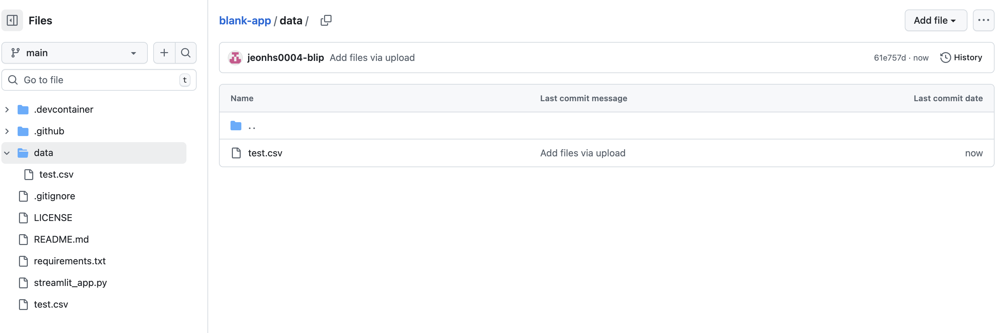 Files
main
Go to file
t
.devcontainer
.github
data
test.csv
.gitignore
LICENSE
README.md
requirements.txt
streamlit_app.py
test.csv
blank-app / data /
Add file
jeonhs0004-blip Add files via upload
61e757d · now History
Name Last commit message Last commit date
..
test.csv Add files via upload now